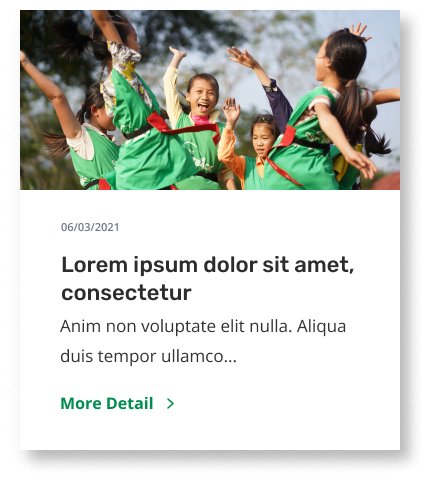 06/03/2021
Lorem ipsum dolor sit amet,
consectetur
Anim non voluptate elit nulla. Aliqua
duis tempor ullamco...
More Detail